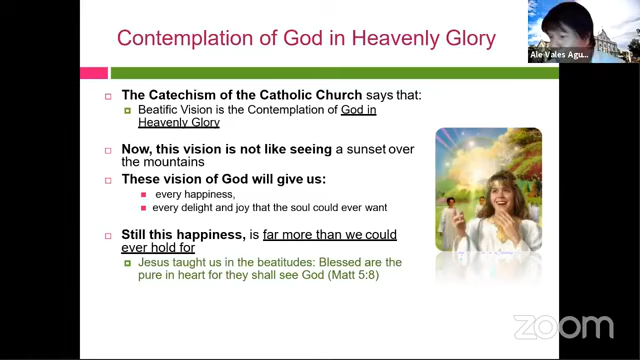 Contemplation of God in Heavenly Glory
Ale Vales Agu...
The Catechism of the Catholic Church says that:
Beatific Vision is the Contemplation of God in
Heavenly Glory
Now, this vision is not like seeing a sunset over
the mountains
These vision of God will give us:
every happiness,
every delight and joy that the soul could ever want
Still this happiness, is far more than we could
ever hold for
Jesus taught us in the beatitudes: Blessed are the
pure in heart for they shall see God (Matt 5:8)
zoom